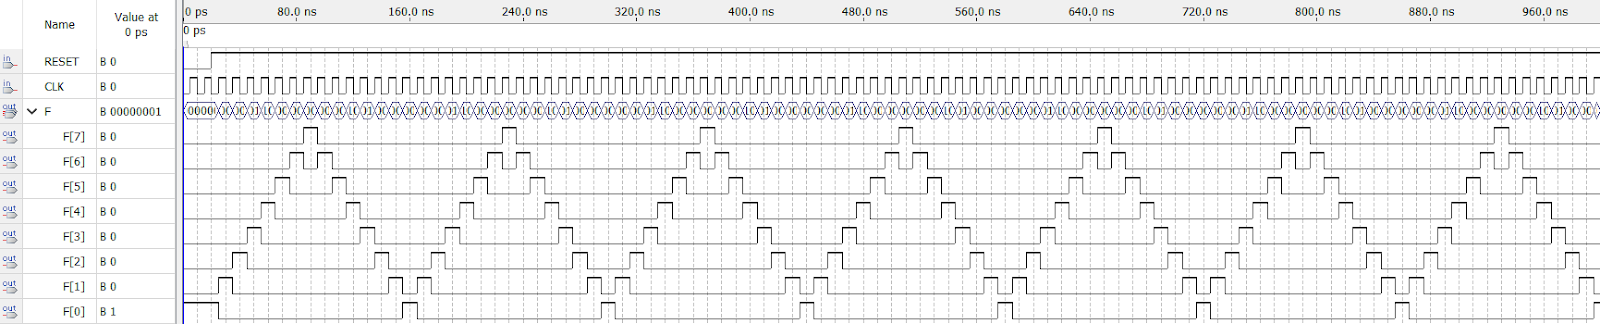 Name
Value at
0 ps
0 ps 80.0 ns 160.0 ns 240.0 ns 320.0 ns 400.0 ns 480.0 ns 560.0 ns 640.0 ns 720.0 ns 800.0 ns 880.0 ns 960.0 ns
0 ps
in RESET B 0
in CLK B 0
out F B 00000001
out F[7] B 0
out F[6] B 0
out F[5] B 0
out F[4] B 0
out F[3] B 0
out F[2] B 0
out F[1] B 0
out F[0] B 1